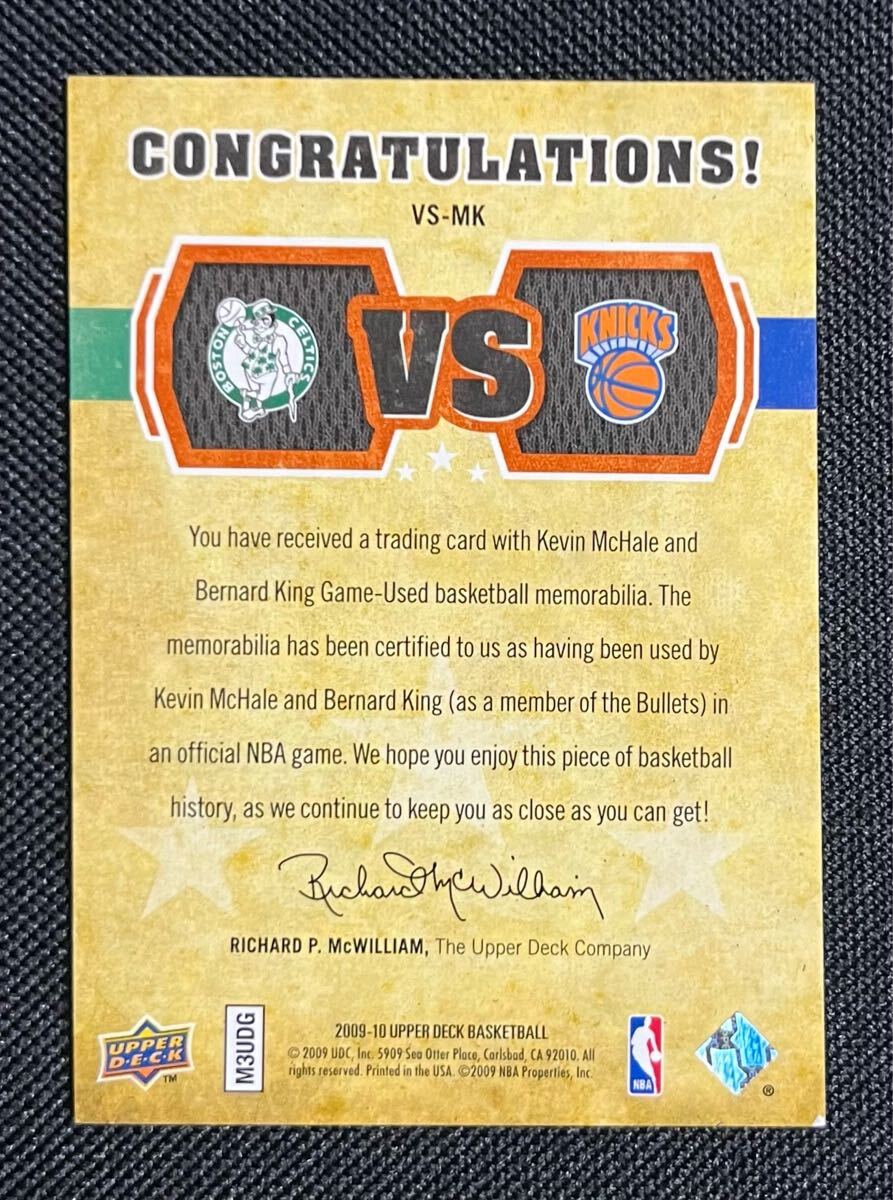 CONGRATULATIONS!
VS-MK
BOSTON CELTICS
VS
KNICKS
You have received a trading card with Kevin McHale and
Bernard King Game-Used basketball memorabilia. The
memorabilia has been certified to us as having been used by
Kevin McHale and Bernard King (as a member of the Bullets) in
an official NBA game. We hope you enjoy this piece of basketball
history, as we continue to keep you as close as you can get!
Richard McWilliam
RICHARD P. McWILLIAM, The Upper Deck Company
UPPER
D·E·C·K
TM
M3UDG
2009-10 UPPER DECK BASKETBALL
© 2009 UDC, Inc. 5909 Sea Otter Place, Carlsbad, CA 92010. All
rights reserved. Printed in the USA. ©2009 NBA Properties, Inc.
NBA
®